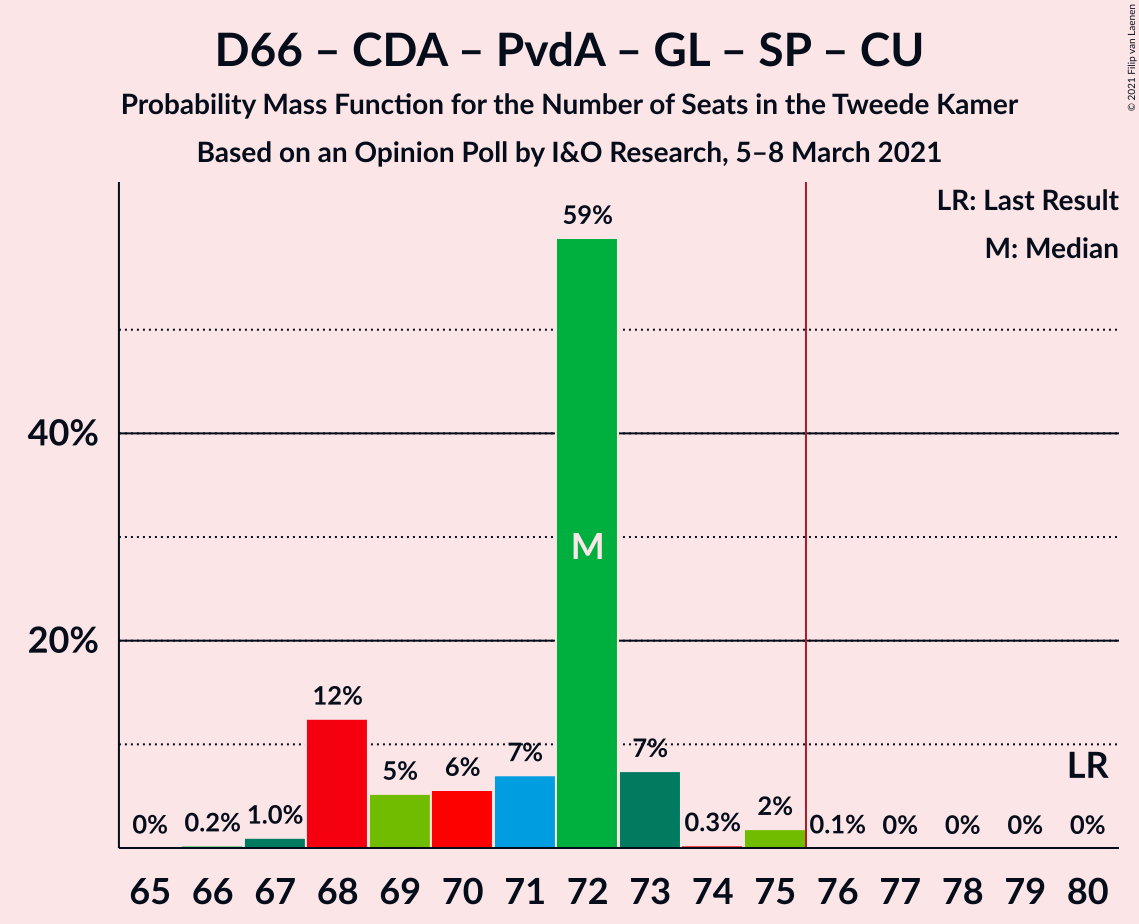 D66 – CDA – PvdA – GL – SP – CU
Probability Mass Function for the Number of Seats in the Tweede Kamer
Based on an Opinion Poll by I&O Research, 5–8 March 2021
© 2021 Filip van Laenen
LR: Last Result
M: Median
59%
40%
M
20%
12%
5%
6%
7%
7%
LR
0%
0.2%
1.0%
0.3%
2%
0.1%
0%
0%
0%
0%
65 66 67 68 69 70 71 72 73 74 75 76 77 78 79 80